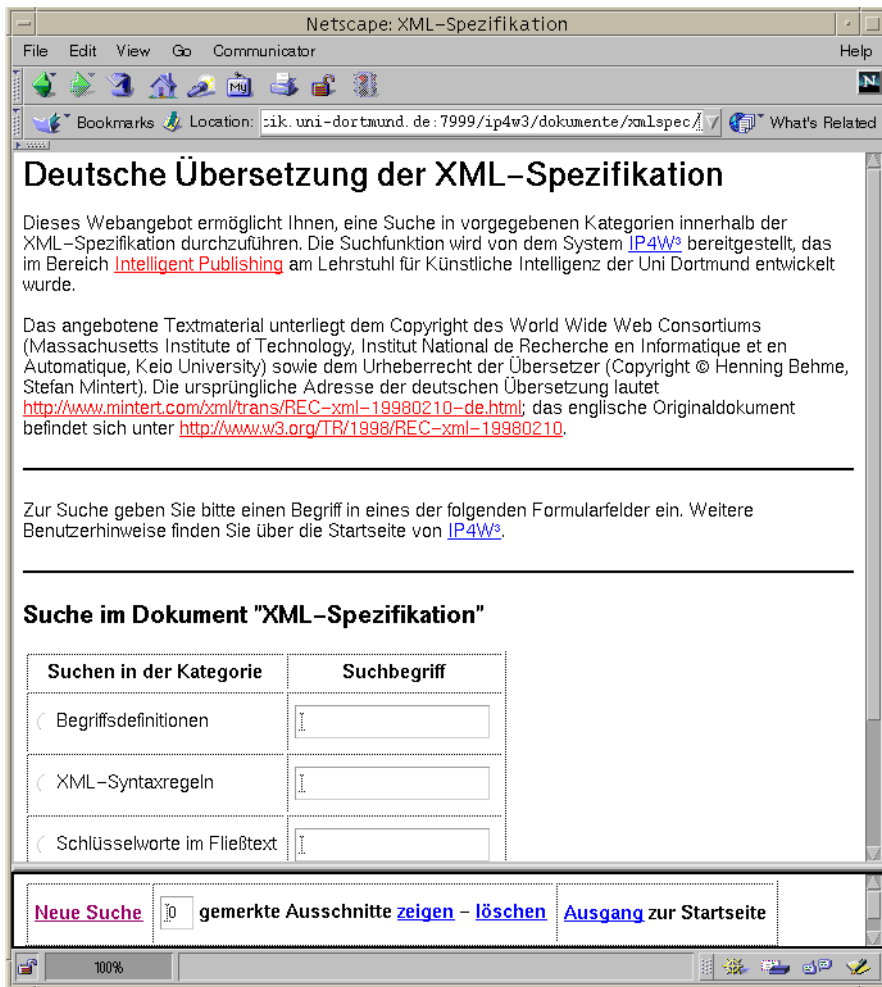 Netscape: XML–Spezifikation
File Edit View Go Communicator Help
My N
Bookmarks Location: :ik.uni-dortmund.de:7999/ip4w3/dokumente/xmlspec/ What's Related
Deutsche Übersetzung der XML–Spezifikation
Dieses Webangebot ermöglicht Ihnen, eine Suche in vorgegebenen Kategorien innerhalb der
XML–Spezifikation durchzuführen. Die Suchfunktion wird von dem System IP4W³ bereitgestellt, das
im Bereich Intelligent Publishing am Lehrstuhl für Künstliche Intelligenz der Uni Dortmund entwickelt
wurde.
Das angebotene Textmaterial unterliegt dem Copyright des World Wide Web Consortiums
(Massachusetts Institute of Technology, Institut National de Recherche en Informatique et en
Automatique, Keio University) sowie dem Urheberrecht der Übersetzer (Copyright © Henning Behme,
Stefan Mintert). Die ursprüngliche Adresse der deutschen Übersetzung lautet
http://www.mintert.com/xml/trans/REC–xml–19980210–de.html; das englische Originaldokument
befindet sich unter http://www.w3.org/TR/1998/REC–xml–19980210.
Zur Suche geben Sie bitte einen Begriff in eines der folgenden Formularfelder ein. Weitere
Benutzerhinweise finden Sie über die Startseite von IP4W³.
Suche im Dokument "XML–Spezifikation"
Suchen in der Kategorie Suchbegriff
Begriffsdefinitionen
XML–Syntaxregeln
Schlüsselworte im Fließtext
Neue Suche 0 gemerkte Ausschnitte zeigen – löschen Ausgang zur Startseite
100%